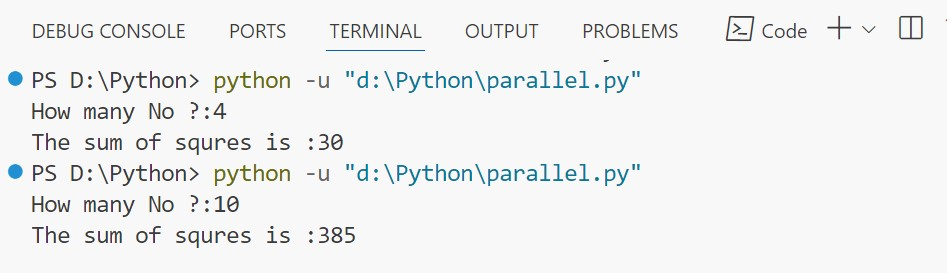 DEBUG CONSOLE PORTS TERMINAL OUTPUT PROBLEMS Code
PS D:\Python> python -u "d:\Python\parallel.py"
How many No ?:4
The sum of squres is :30
PS D:\Python> python -u "d:\Python\parallel.py"
How many No ?:10
The sum of squres is :385